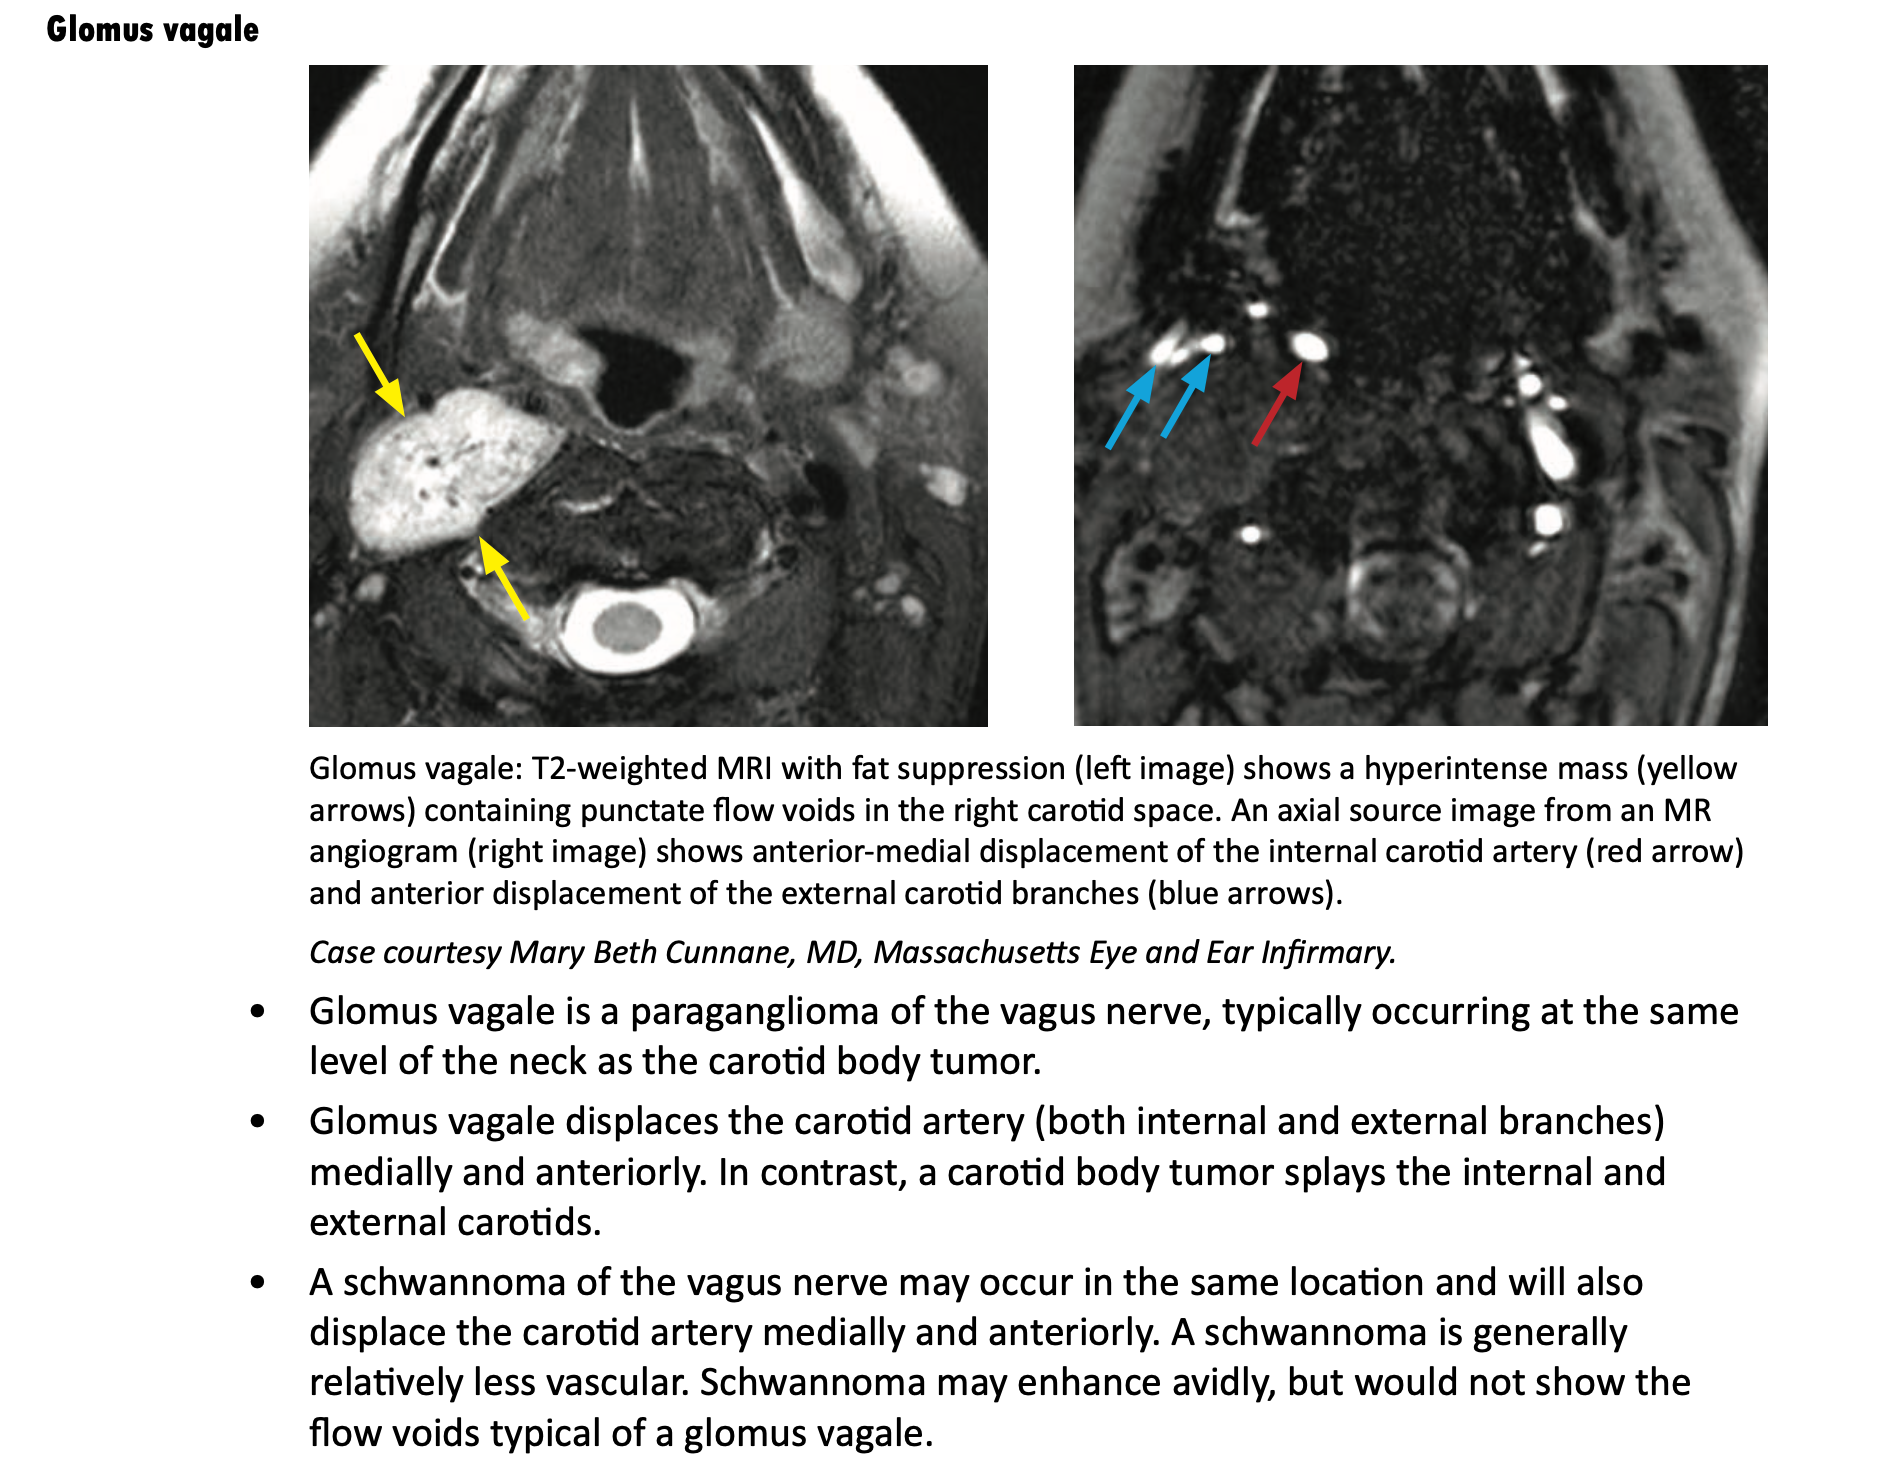 Glomus vagale
Glomus vagale: T2-weighted MRI with fat suppression (left image) shows a hyperintense mass (yellow
arrows) containing punctate flow voids in the right carotid space. An axial source image from an MR
angiogram (right image) shows anterior-medial displacement of the internal carotid artery (red arrow)
and anterior displacement of the external carotid branches (blue arrows).
Case courtesy Mary Beth Cunnane, MD, Massachusetts Eye and Ear Infirmary.
• Glomus vagale is a paraganglioma of the vagus nerve, typically occurring at the same
level of the neck as the carotid body tumor.
• Glomus vagale displaces the carotid artery (both internal and external branches)
medially and anteriorly. In contrast, a carotid body tumor splays the internal and
external carotids.
• A schwannoma of the vagus nerve may occur in the same location and will also
displace the carotid artery medially and anteriorly. A schwannoma is generally
relatively less vascular. Schwannoma may enhance avidly, but would not show the
flow voids typical of a glomus vagale.